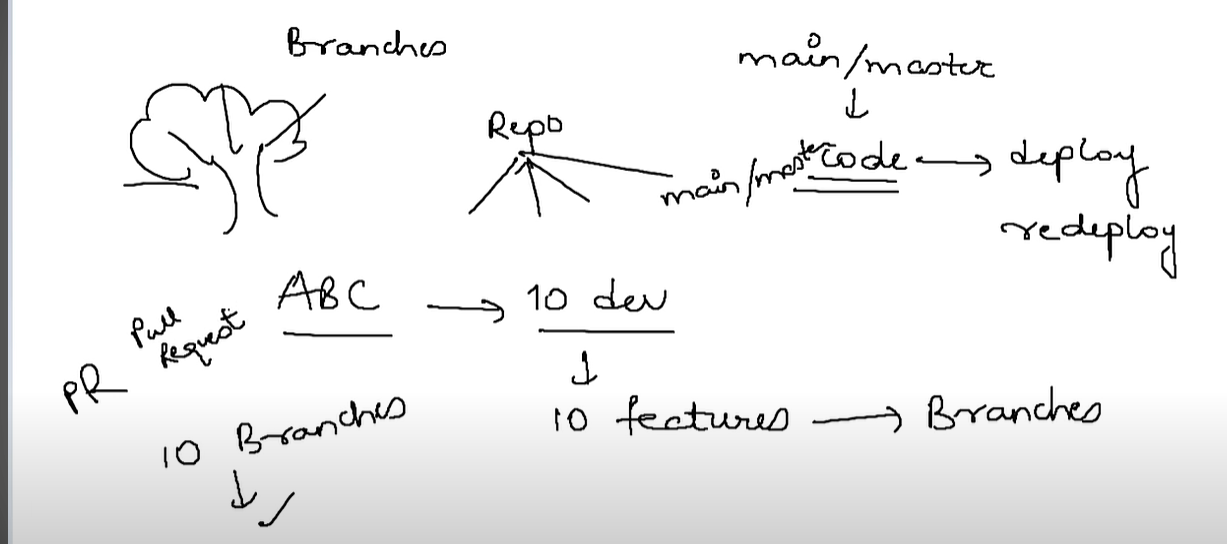 Branches
main/master
Repo
main/master code → deploy
redeploy
ABC → 10 dev
Pull
Request
PR
10 features → Branches
10 Branches